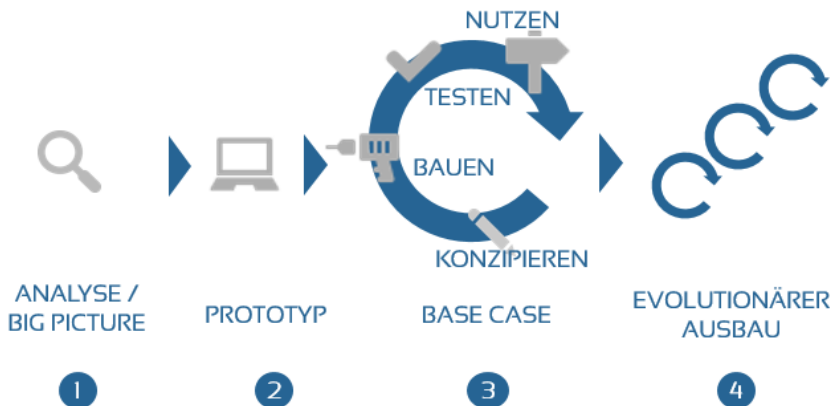 NUTZEN
TESTEN
BAUEN
KONZIPIEREN
ANALYSE /
BIG PICTURE
PROTOTYP
BASE CASE
EVOLUTIONÄRER
AUSBAU
1
2
3
4